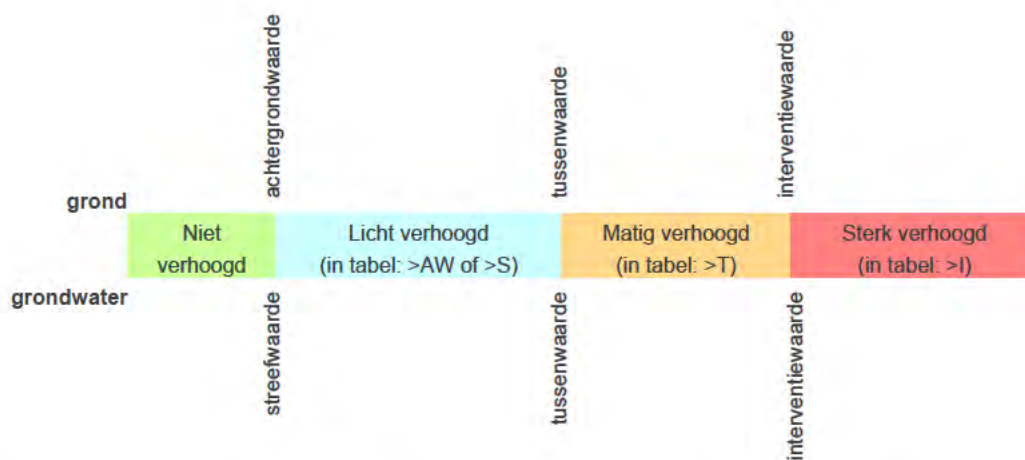 achtergrondwaarde
tussenwaarde
interventiewaarde
grond
Niet
verhoogd
Licht verhoogd
(in tabel: >AW of >S)
Matig verhoogd
(in tabel: >T)
Sterk verhoogd
(in tabel: >I)
grondwater
streefwaarde
tussenwaarde
interventiewaarde